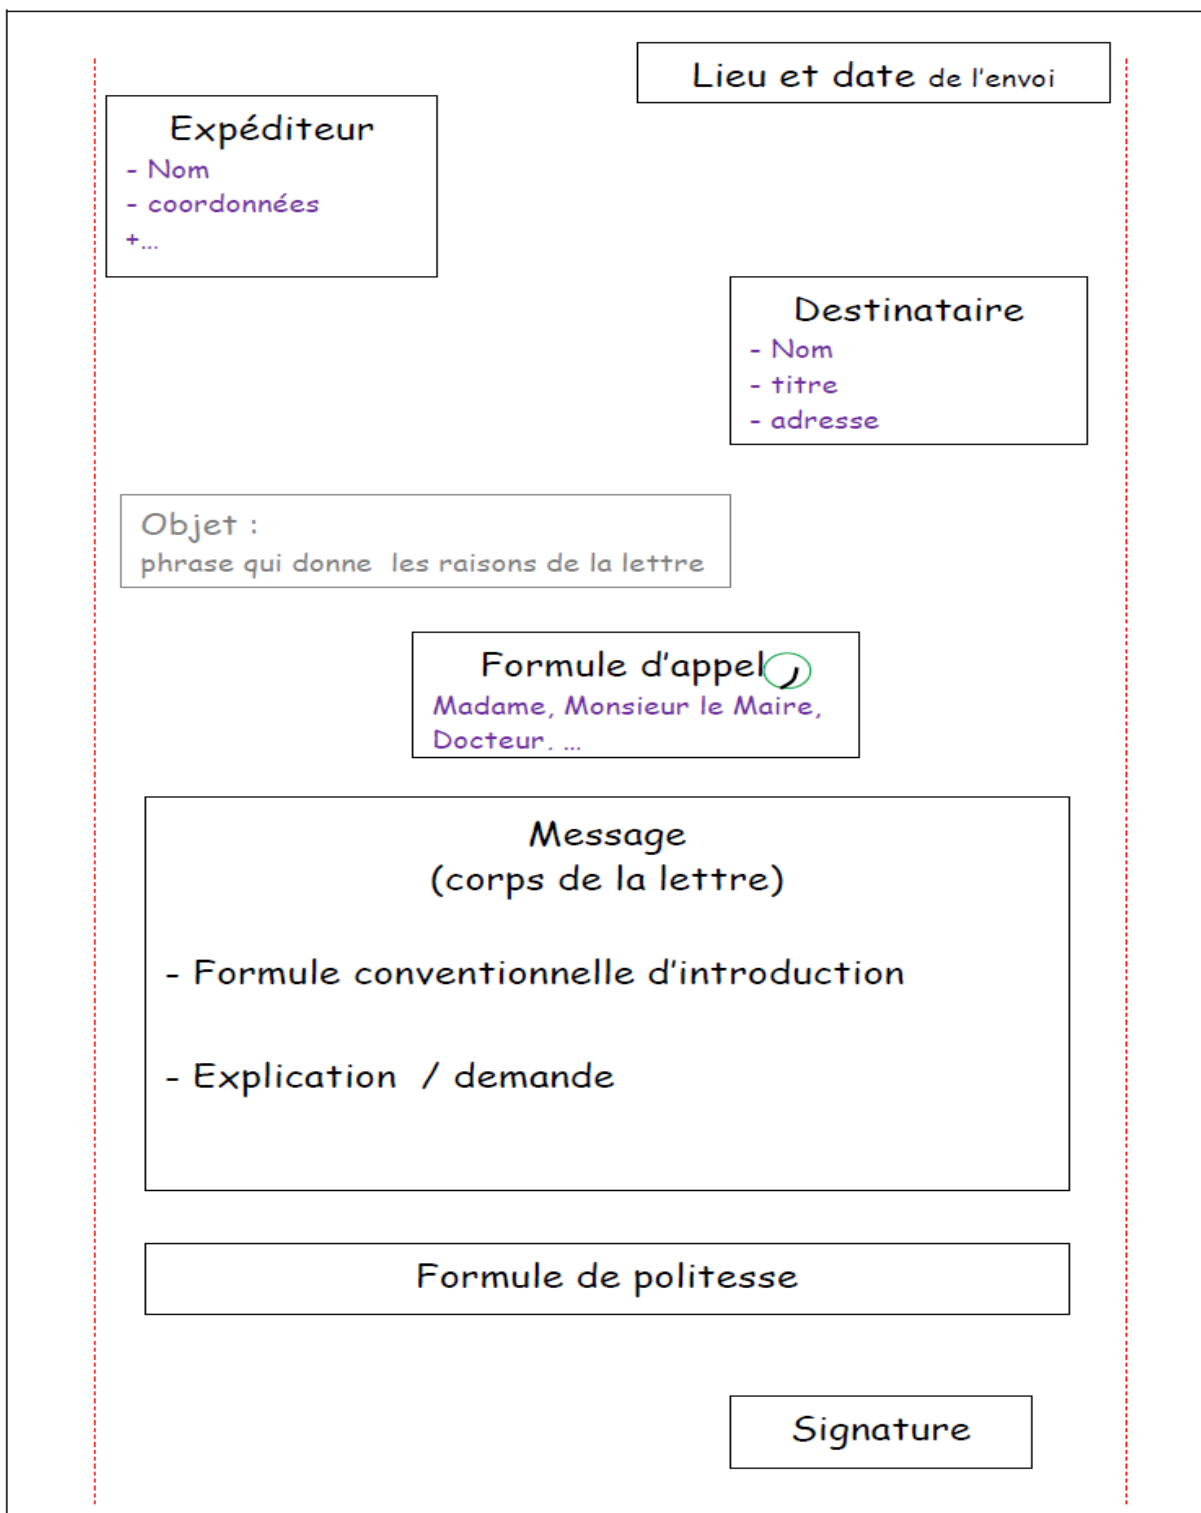 Lieu et date de l'envoi
Expéditeur
- Nom
- coordonnées
+...
Destinataire
- Nom
- titre
- adresse
Objet :
phrase qui donne les raisons de la lettre
Formule d'appel,
Madame, Monsieur le Maire,
Docteur, ...
Message
(corps de la lettre)
- Formule conventionnelle d'introduction
- Explication / demande
Formule de politesse
Signature